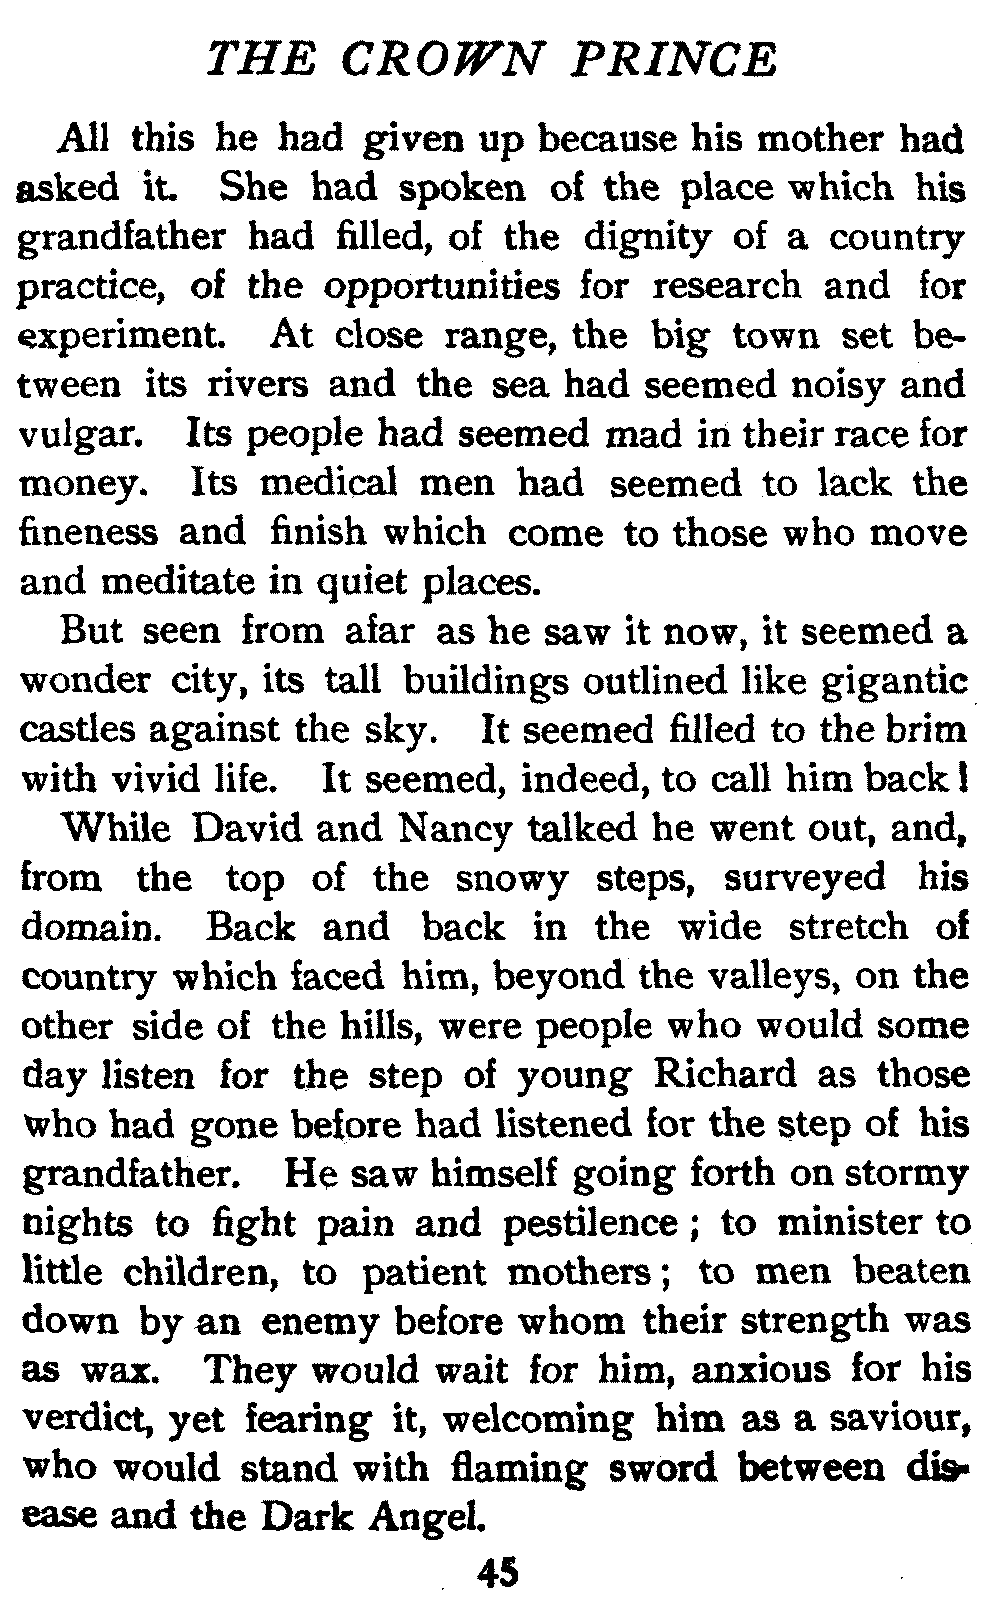 THE CROWN PRINCE
All this he had given up because his mother had
asked it. She had spoken of the place which his
grandfather had filled, of the dignity of a country
practice, of the opportunities for research and for
experiment. At close range, the big town set be-
tween its rivers and the sea had seemed noisy and
vulgar. Its people had seemed mad in their race for
money. Its medical men had seemed to lack the
fineness and finish which come to those who move
and meditate in quiet places.
But seen from afar as he saw it now, it seemed a
wonder city, its tall buildings outlined like gigantic
castles against the sky. It seemed filled to the brim
with vivid life. It seemed, indeed, to call him back!
While David and Nancy talked he went out, and,
from the top of the snowy steps, surveyed his
domain. Back and back in the wide stretch of
country which faced him, beyond the valleys, on the
other side of the hills, were people who would some
day listen for the step of young Richard as those
who had gone before had listened for the step of his
grandfather. He saw himself going forth on stormy
nights to fight pain and pestilence; to minister to
little children, to patient mothers; to men beaten
down by an enemy before whom their strength was
as wax. They would wait for him, anxious for his
verdict, yet fearing it, welcoming him as a saviour,
who would stand with flaming sword between dis-
ease and the Dark Angel.
45